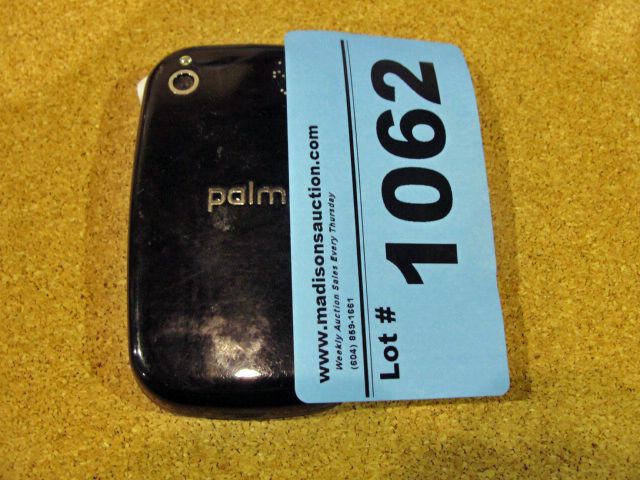 palm
www.madisonsauction.com
Weekly Auction Sales Every Thursday
(604) 859-1661
Lot # 1062